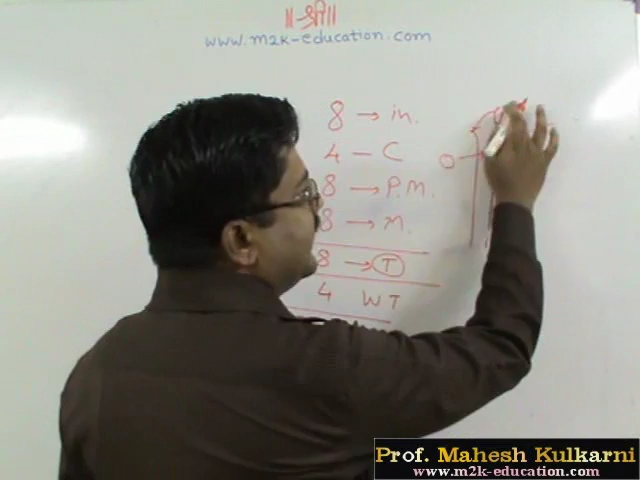 ॥श्री॥
www.m2k-education.com
8 → in.
4 - C
8 → P.M.
8 → M.
8 → T
4 WT
Prof. Mahesh Kulkarni
www.m2k-education.com